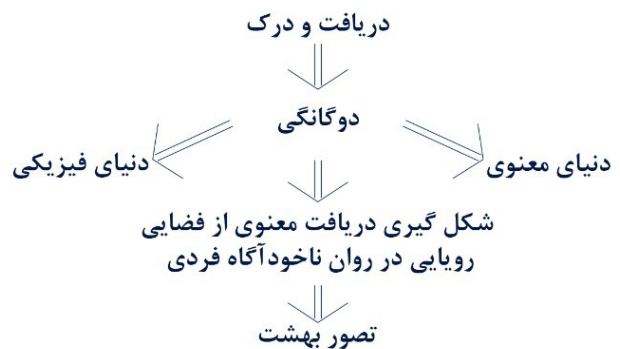 دریافت و درک
دوگانگی
دنیای معنوی
دنیای فیزیکی
شکل گیری دریافت معنوی از فضایی
رویایی در روان ناخودآگاه فردی
تصور بهشت